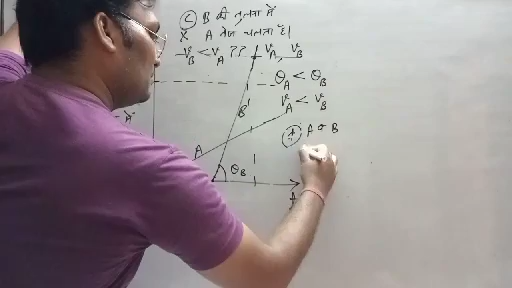 (c) B की तुलना में
X A तेज चलता है।
v_B < v_A ??
v_A, v_B
θ_A < θ_B
B
v_A < v_B
A
A B
θ_B
t